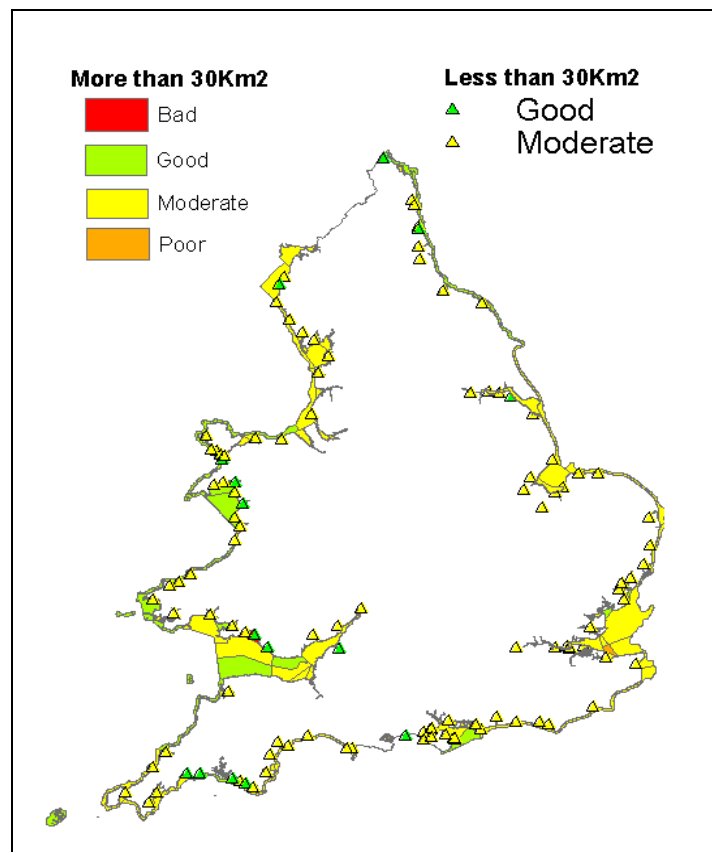 More than 30Km2
Bad
Good
Moderate
Poor
Less than 30Km2
Good
Moderate